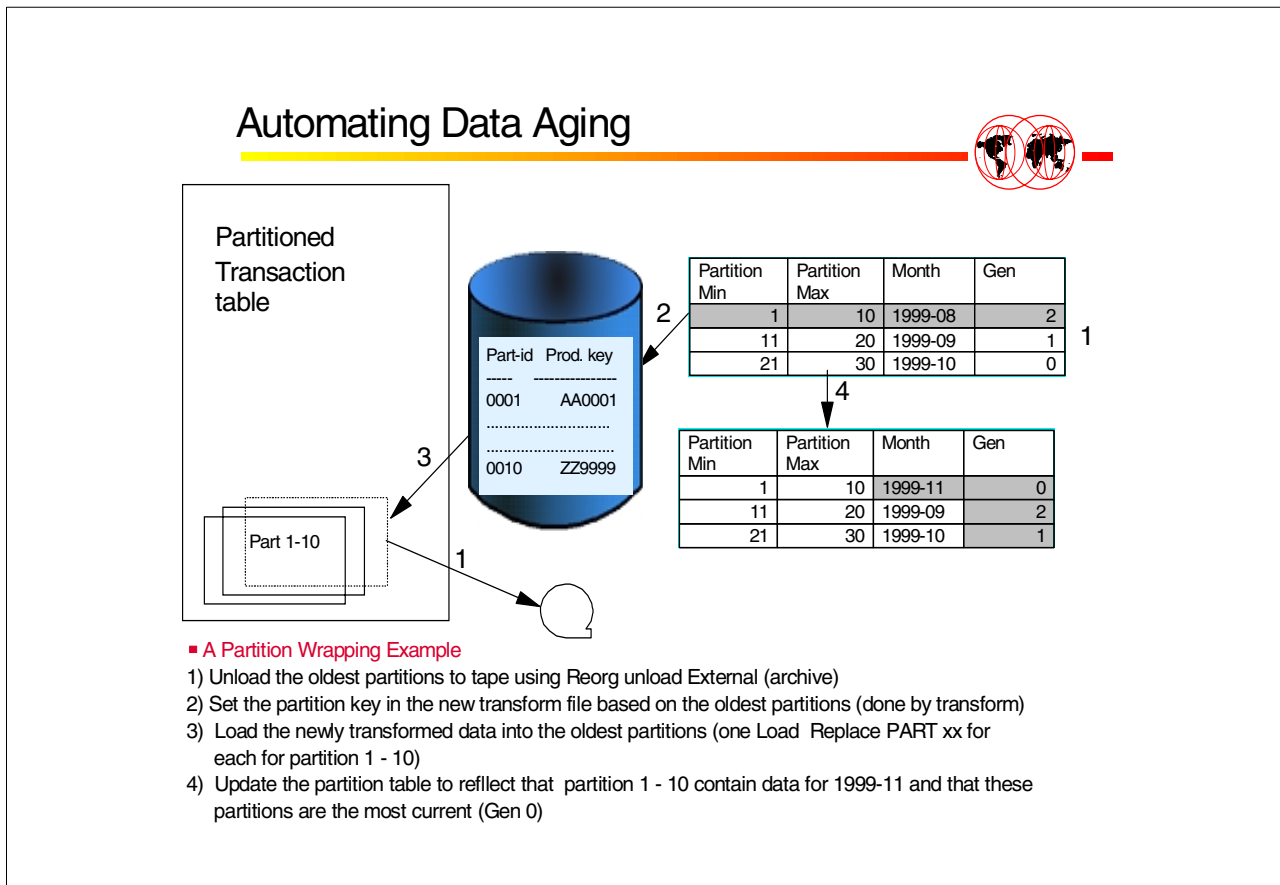 Automating Data Aging
Partitioned
Transaction
table
Part 1-10
Part-id Prod. key
----- ----------------
0001 AA0001
.............................
..............................
0010 ZZ9999
2
3
1
Partition Min Partition Max Month Gen
1 10 1999-08 2
11 20 1999-09 1
21 30 1999-10 0
1
4
Partition Min Partition Max Month Gen
1 10 1999-11 0
11 20 1999-09 2
21 30 1999-10 1
A Partition Wrapping Example
1) Unload the oldest partitions to tape using Reorg unload External (archive)
2) Set the partition key in the new transform file based on the oldest partitions (done by transform)
3) Load the newly transformed data into the oldest partitions (one Load Replace PART xx for
each for partition 1 - 10)
4) Update the partition table to refllect that partition 1 - 10 contain data for 1999-11 and that these
partitions are the most current (Gen 0)